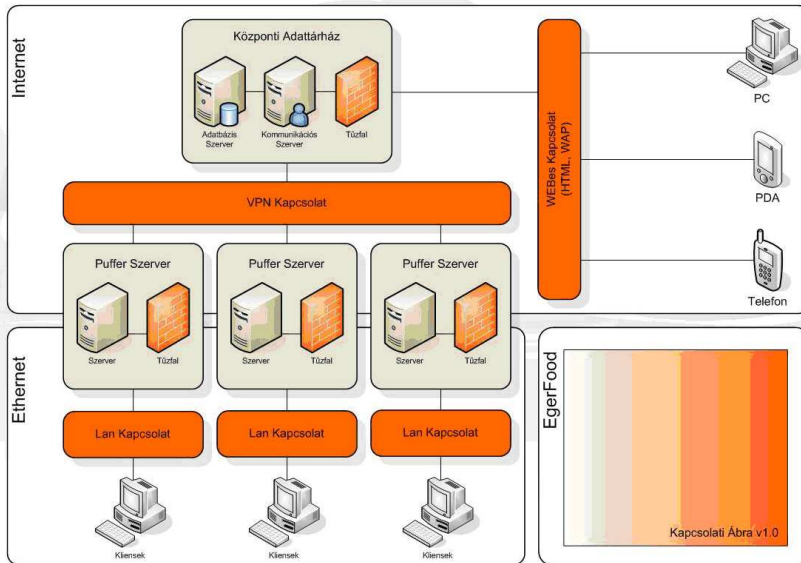 Internet
Központi Adattárház
Adatbázis
Szerver
Kommunikációs
Szerver
Tűzfal
WEBes Kapcsolat
(HTML, WAP)
PC
PDA
Telefon
VPN Kapcsolat
Puffer Szerver
Puffer Szerver
Puffer Szerver
Szerver
Tűzfal
Szerver
Tűzfal
Szerver
Tűzfal
Ethernet
Lan Kapcsolat
Lan Kapcsolat
Lan Kapcsolat
Kliensek
Kliensek
Kliensek
EgerFood
Kapcsolati Ábra v1.0